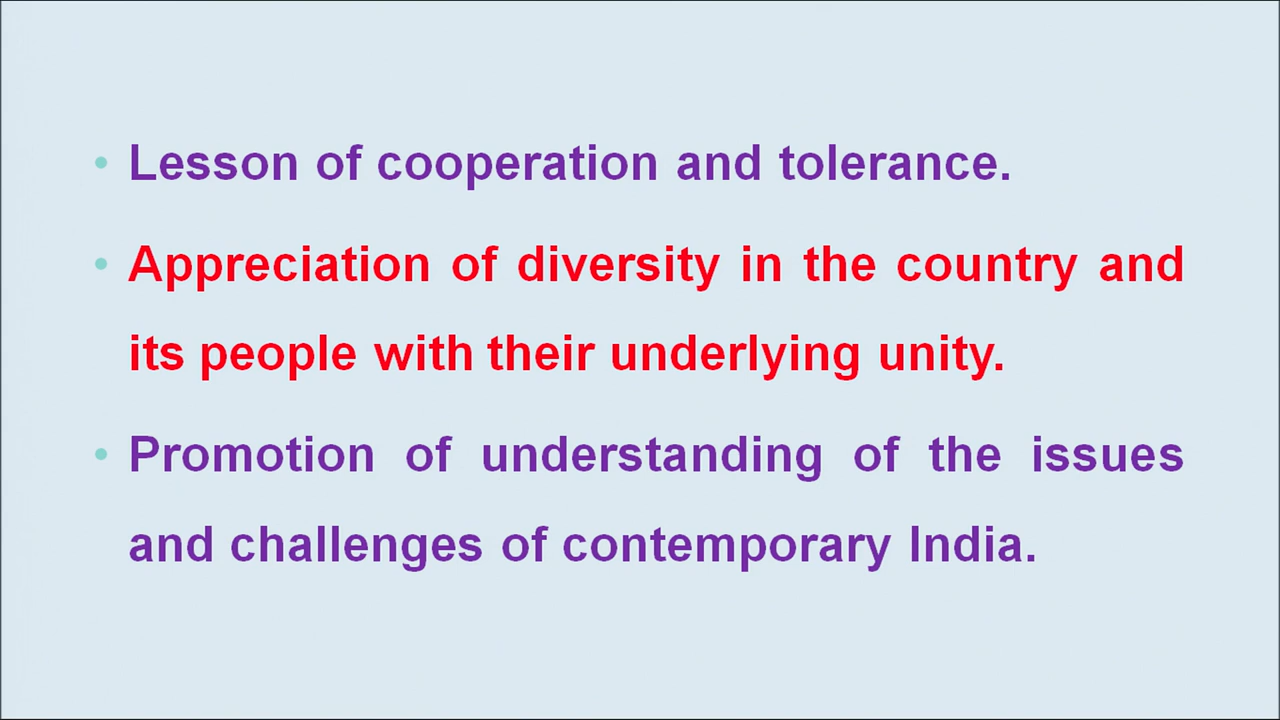 • Lesson of cooperation and tolerance.
• Appreciation of diversity in the country and
its people with their underlying unity.
• Promotion of understanding of the issues
and challenges of contemporary India.